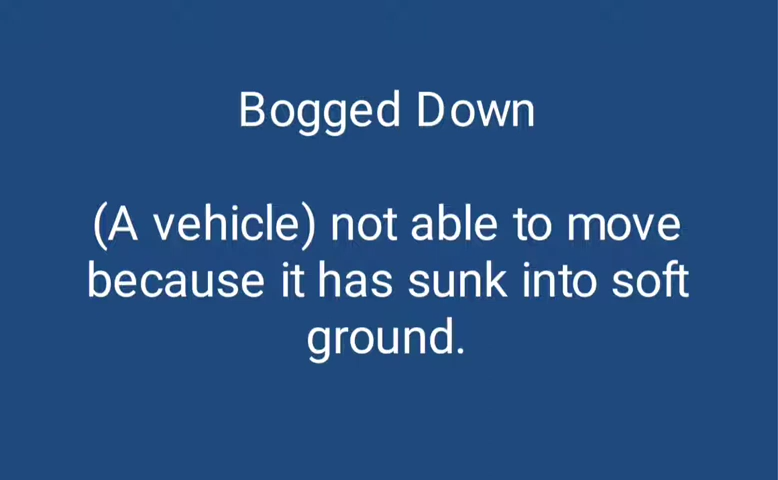 Bogged Down
(A vehicle) not able to move
because it has sunk into soft
ground.